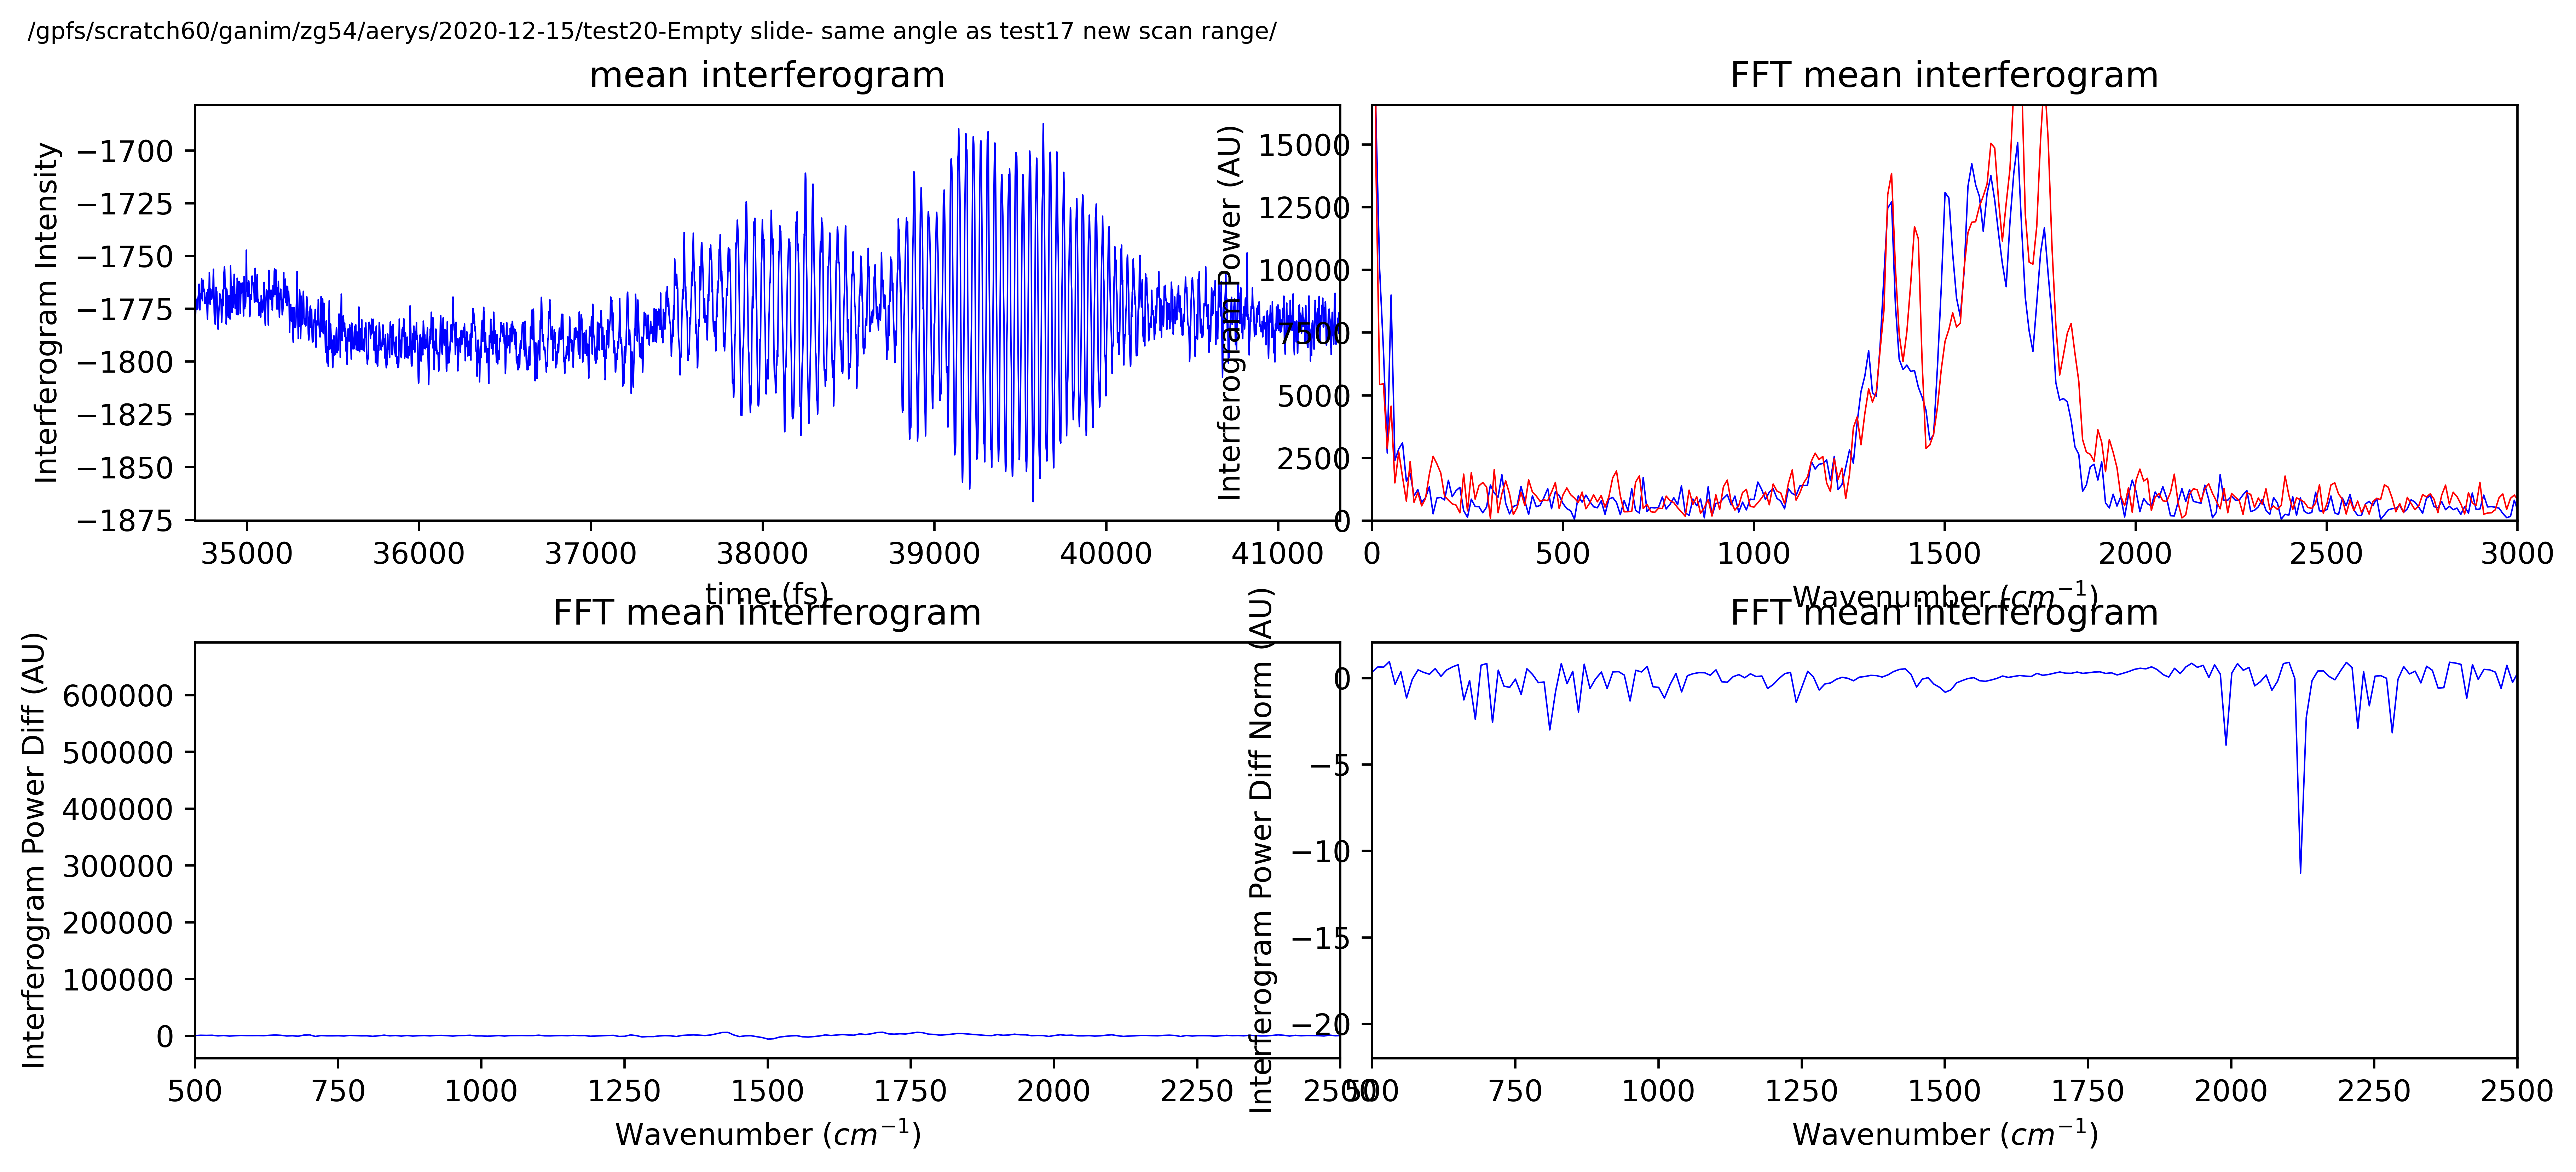 /gpfs/scratch60/ganim/zg54/aerys/2020-12-15/test20-Empty slide- same angle as test17 new scan range/
mean interferogram
Interferogram Intensity
−1700
−1725
−1750
−1775
−1800
−1825
−1850
−1875
35000 36000 37000 38000 39000 40000 41000
time (fs)
FFT mean interferogram
Interferogram Power (AU)
15000
12500
10000
7500
5000
2500
0
0 500 1000 1500 2000 2500 3000
Wavenumber (cm⁻¹)
FFT mean interferogram
Interferogram Power Diff (AU)
600000
500000
400000
300000
200000
100000
0
500 750 1000 1250 1500 1750 2000 2250 2500
Wavenumber (cm⁻¹)
FFT mean interferogram
Interferogram Power Diff Norm (AU)
0
−5
−10
−15
−20
500 750 1000 1250 1500 1750 2000 2250 2500
Wavenumber (cm⁻¹)